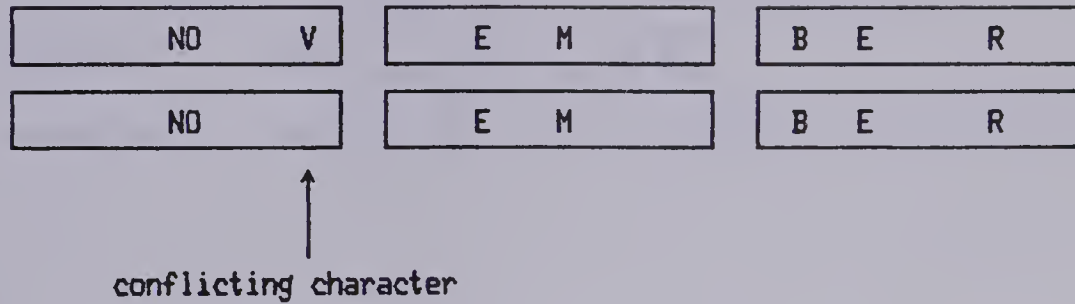 NO V E M B E R
NO E M B E R
conflicting character